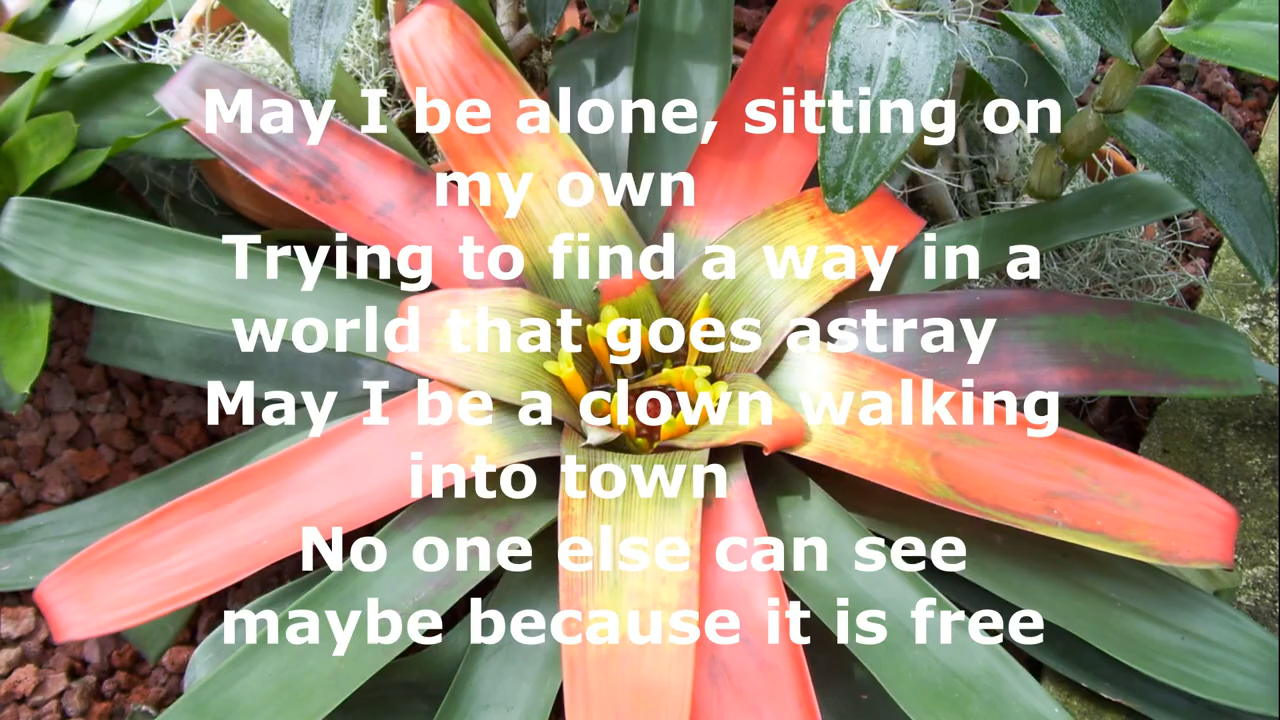 May I be alone, sitting on
my own
Trying to find a way in a
world that goes astray
May I be a clown walking
into town
No one else can see
maybe because it is free